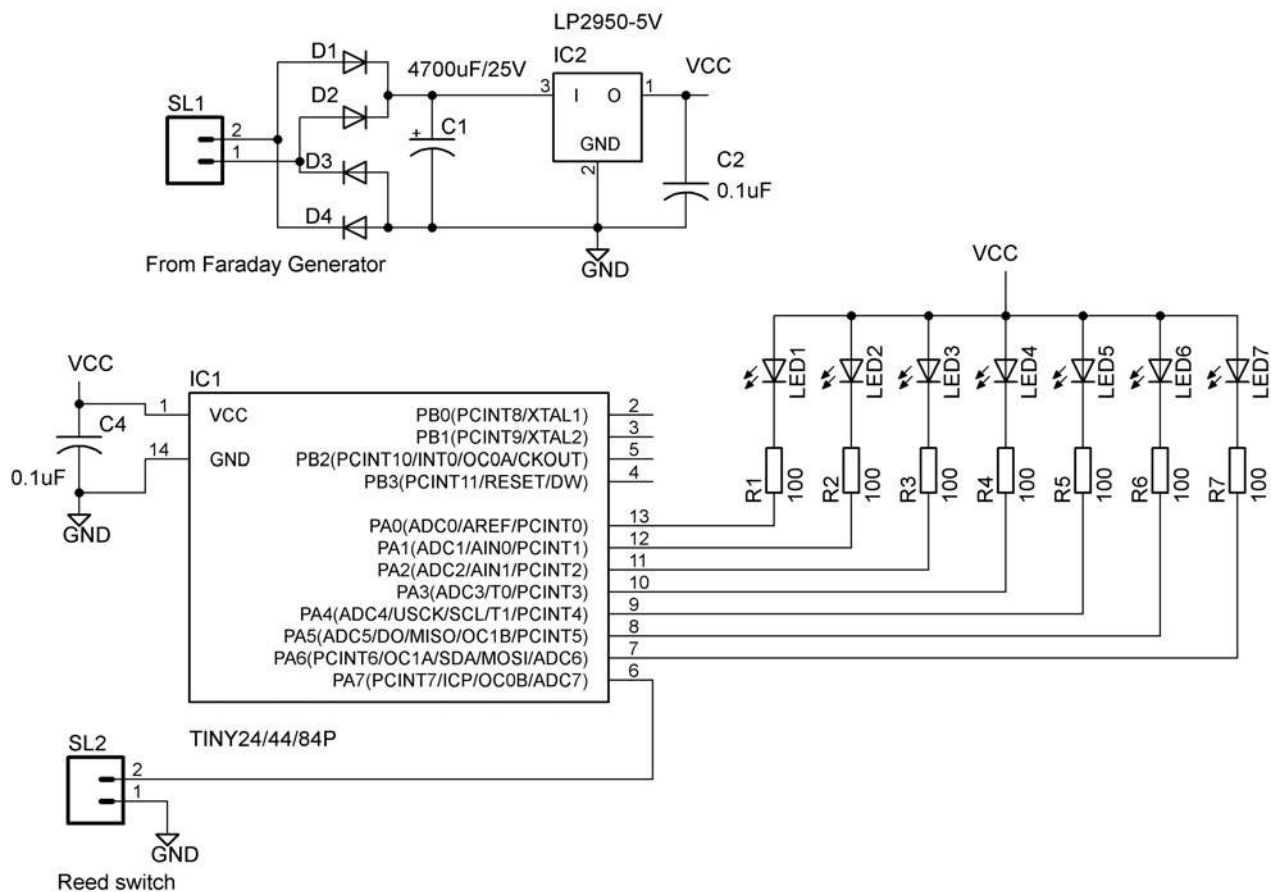 LP2950-5V
IC2
VCC
4700uF/25V
3
I
O
1
GND
2
C1
+
C2
0.1uF
D1
D2
D3
D4
SL1
2
1
From Faraday Generator
GND
VCC
LED1
LED2
LED3
LED4
LED5
LED6
LED7
R1
100
R2
100
R3
100
R4
100
R5
100
R6
100
R7
100
VCC
C4
0.1uF
GND
IC1
1
VCC
14
GND
PB0(PCINT8/XTAL1)
2
PB1(PCINT9/XTAL2)
3
PB2(PCINT10/INT0/OC0A/CKOUT)
5
PB3(PCINT11/RESET/DW)
4
PA0(ADC0/AREF/PCINT0)
13
PA1(ADC1/AIN0/PCINT1)
12
PA2(ADC2/AIN1/PCINT2)
11
PA3(ADC3/T0/PCINT3)
10
PA4(ADC4/USCK/SCL/T1/PCINT4)
9
PA5(ADC5/DO/MISO/OC1B/PCINT5)
8
PA6(PCINT6/OC1A/SDA/MOSI/ADC6)
7
PA7(PCINT7/ICP/OC0B/ADC7)
6
TINY24/44/84P
SL2
2
1
GND
Reed switch